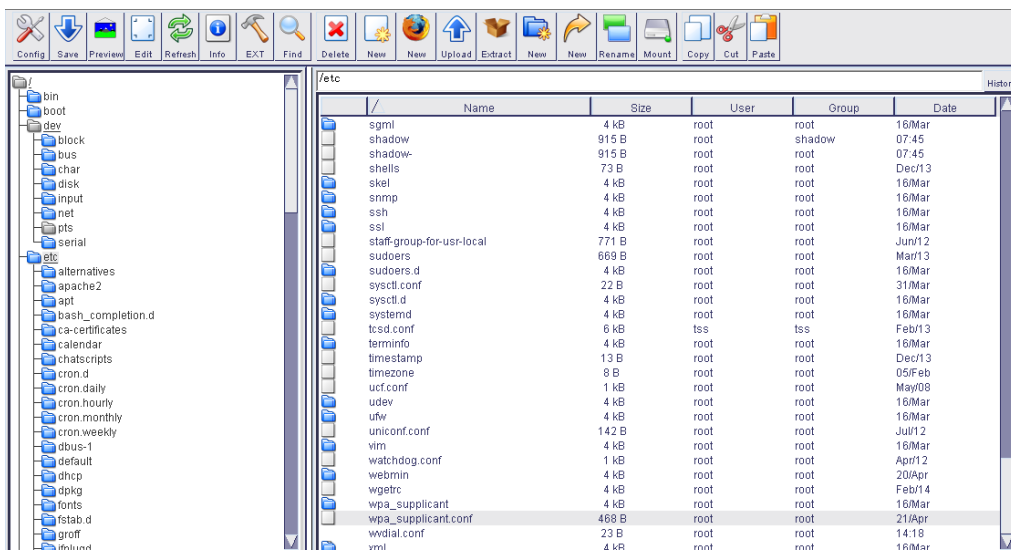 Config Save Preview Edit Refresh Info EXT Find Delete New New Upload Extract New New Rename Mount Copy Cut Paste
/
bin
boot
dev
block
bus
char
disk
input
net
pts
serial
etc
alternatives
apache2
apt
bash_completion.d
ca-certificates
calendar
chatscripts
cron.d
cron.daily
cron.hourly
cron.monthly
cron.weekly
dbus-1
default
dhcp
dpkg
fonts
fstab.d
groff
ifplugd
/etc
Histor
/ Name Size User Group Date
sgml 4 kB root root 16/Mar
shadow 915 B root shadow 07:45
shadow- 915 B root root 07:45
shells 73 B root root Dec/13
skel 4 kB root root 16/Mar
snmp 4 kB root root 16/Mar
ssh 4 kB root root 16/Mar
ssl 4 kB root root 16/Mar
staff-group-for-usr-local 771 B root root Jun/12
sudoers 669 B root root Mar/13
sudoers.d 4 kB root root 16/Mar
sysctl.conf 22 B root root 31/Mar
sysctl.d 4 kB root root 16/Mar
systemd 4 kB root root 16/Mar
tcsd.conf 6 kB tss tss Feb/13
terminfo 4 kB root root 16/Mar
timestamp 13 B root root Dec/13
timezone 8 B root root 05/Feb
ucf.conf 1 kB root root May/08
udev 4 kB root root 16/Mar
ufw 4 kB root root 16/Mar
uniconf.conf 142 B root root Jul/12
vim 4 kB root root 16/Mar
watchdog.conf 1 kB root root Apr/12
webmin 4 kB root root 20/Apr
wgetrc 4 kB root root Feb/14
wpa_supplicant 4 kB root root 16/Mar
wpa_supplicant.conf 468 B root root 21/Apr
wvdial.conf 23 B root root 14:18
xml 4 kB root root 16/Mar